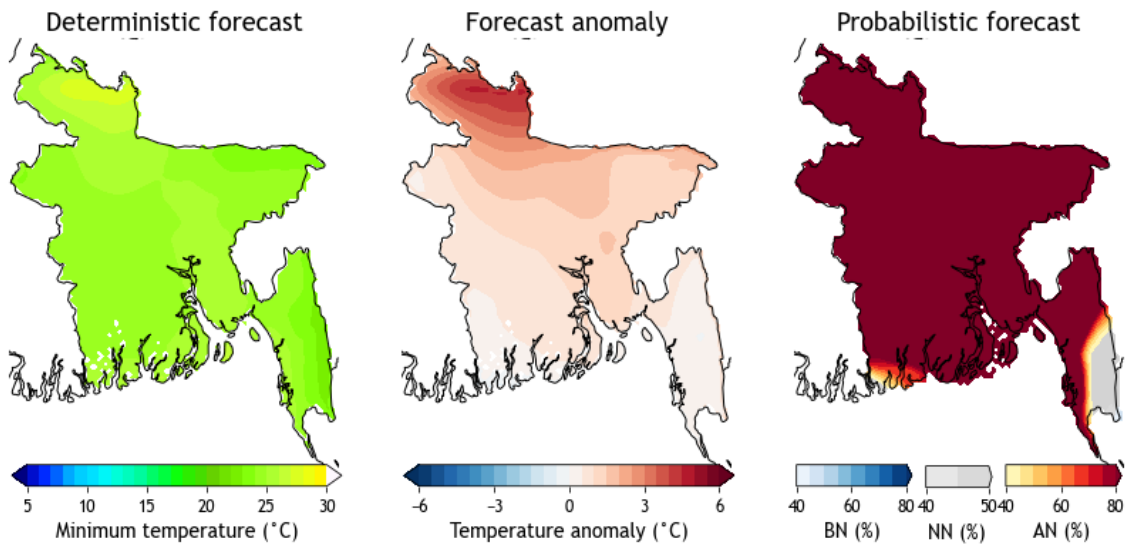 Deterministic forecast
Forecast anomaly
Probabilistic forecast
5 10 15 20 25 30
Minimum temperature (°C)
−6 −3 0 3 6
Temperature anomaly (°C)
40 60 80
BN (%)
40 50
NN (%)
40 60 80
AN (%)